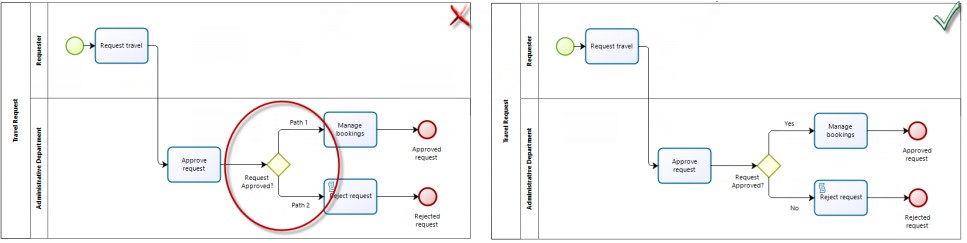 Travel Request
Requester
Request travel
Administrative Department
Approve
request
Request
Approved?
Path 1
Manage
bookings
Approved
request
Path 2
Reject request
Rejected
request
Travel Request
Requester
Request travel
Administrative Department
Approve
request
Request
Approved?
Yes
Manage
bookings
Approved
request
No
Reject request
Rejected
request